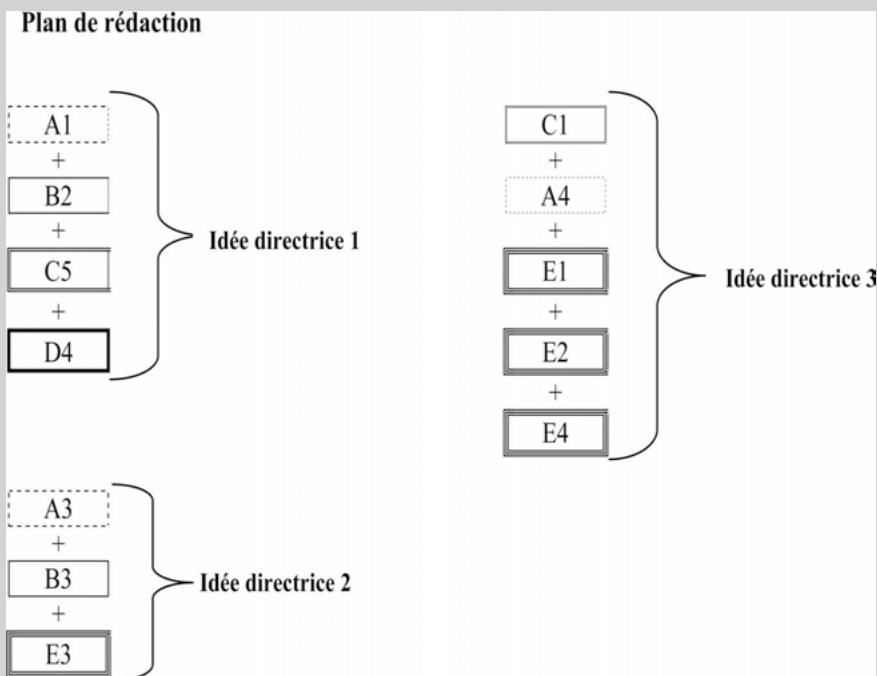 Plan de rédaction
A1
+
B2
+
C5
+
D4
Idée directrice 1
A3
+
B3
+
E3
Idée directrice 2
C1
+
A4
+
E1
+
E2
+
E4
Idée directrice 3